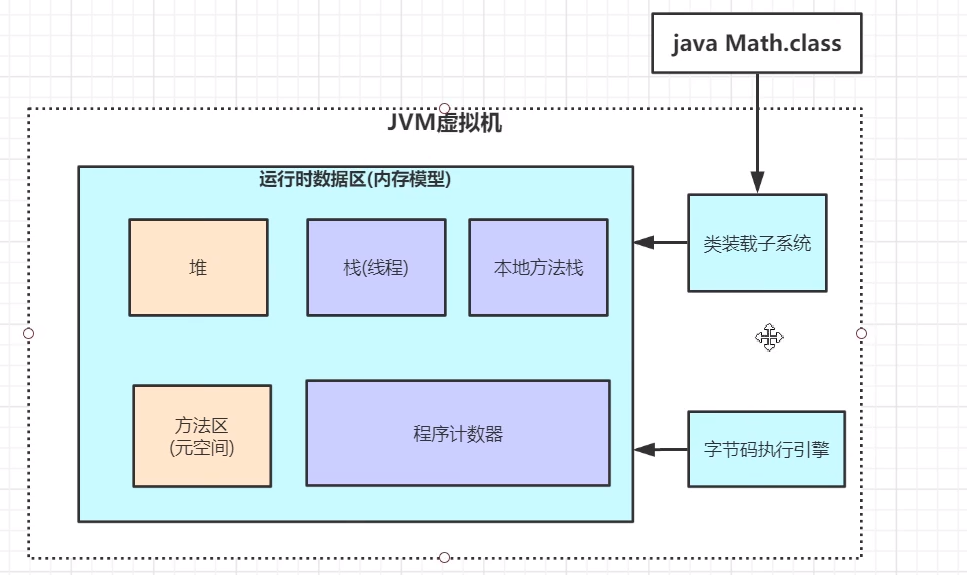 java Math.class
JVM虚拟机
运行时数据区(内存模型)
堆
栈(线程)
本地方法栈
类装载子系统
方法区
(元空间)
程序计数器
字节码执行引擎